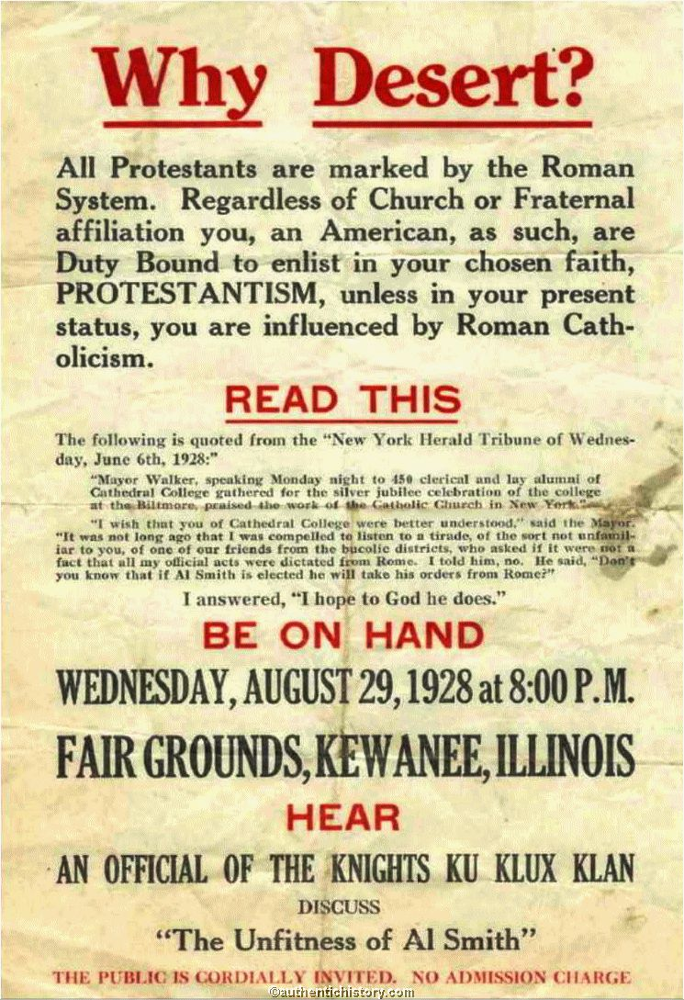 Why Desert?
All Protestants are marked by the Roman
System. Regardless of Church or Fraternal
affiliation you, an American, as such, are
Duty Bound to enlist in your chosen faith,
PROTESTANTISM, unless in your present
status, you are influenced by Roman Cath-
olicism.
READ THIS
The following is quoted from the "New York Herald Tribune of Wednes-
day, June 6th, 1928:"
"Mayor Walker, speaking Monday night to 450 clerical and lay alumni of
Cathedral College gathered for the silver jubilee celebration of the college
at the Biltmore, praised the work of the Catholic Church in New York."
"I wish that you of Cathedral College were better understood," said the Mayor.
"It was not long ago that I was compelled to listen to a tirade, of the sort not unfamil-
iar to you, of one of our friends from the bucolic districts, who asked if it were not a
fact that all my official acts were dictated from Rome. I told him, no. He said, "Don't
you know that if Al Smith is elected he will take his orders from Rome?"
I answered, "I hope to God he does."
BE ON HAND
WEDNESDAY, AUGUST 29, 1928 at 8:00 P.M.
FAIR GROUNDS, KEWANEE, ILLINOIS
HEAR
AN OFFICIAL OF THE KNIGHTS KU KLUX KLAN
DISCUSS
"The Unfitness of Al Smith"
THE PUBLIC IS CORDIALLY INVITED. NO ADMISSION CHARGE
©authentichistory.com